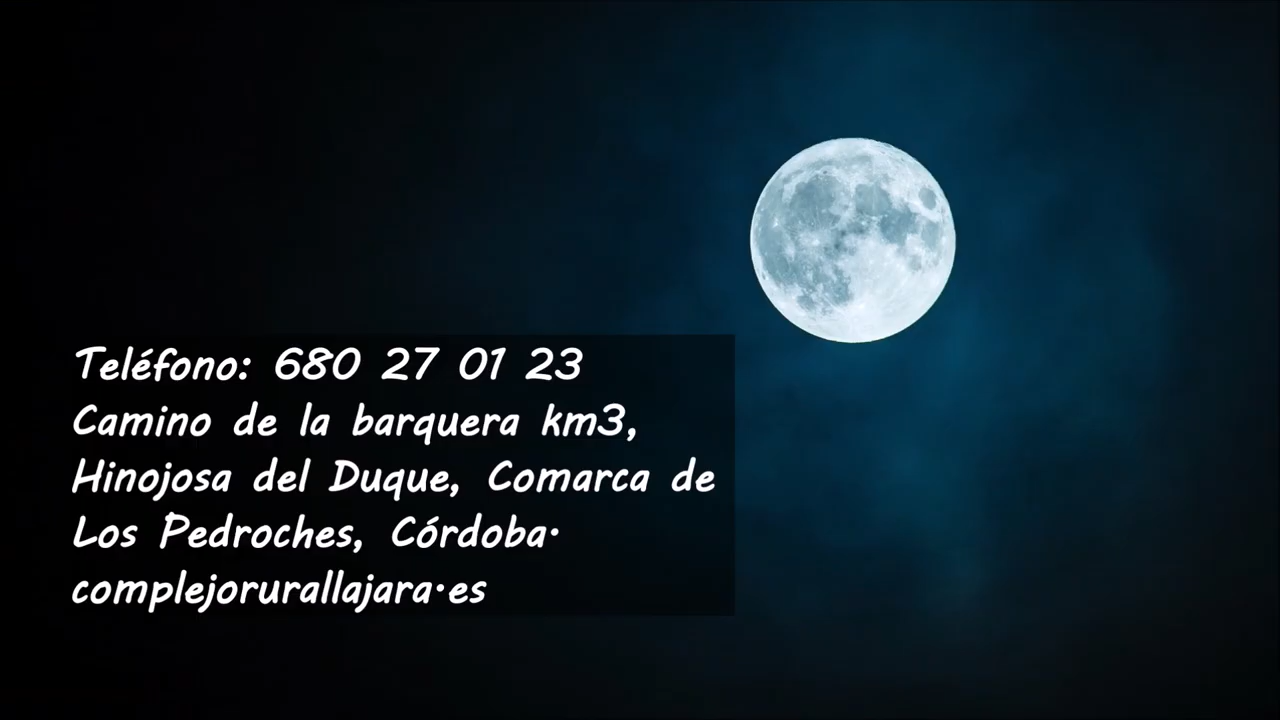 Teléfono: 680 27 01 23
Camino de la barquera km3,
Hinojosa del Duque, Comarca de
Los Pedroches, Córdoba·
complejorurallajara·es